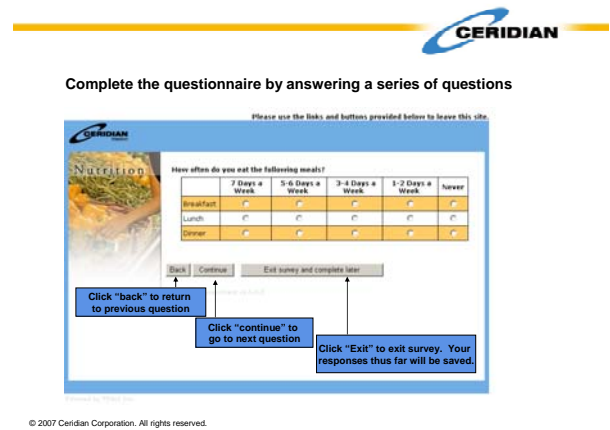 CERIDIAN
Complete the questionnaire by answering a series of questions
Please use the links and buttons provided below to leave this site.
CERIDIAN
Nutrition
How often do you eat the following meals?
7 Days a Week 5-6 Days a Week 3-4 Days a Week 1-2 Days a Week Never
Breakfast
Lunch
Dinner
Back Continue Exit survey and complete later
Click “back” to return
to previous question
Click “continue” to
go to next question
Click “Exit” to exit survey. Your
responses thus far will be saved.
© 2007 Ceridian Corporation. All rights reserved.